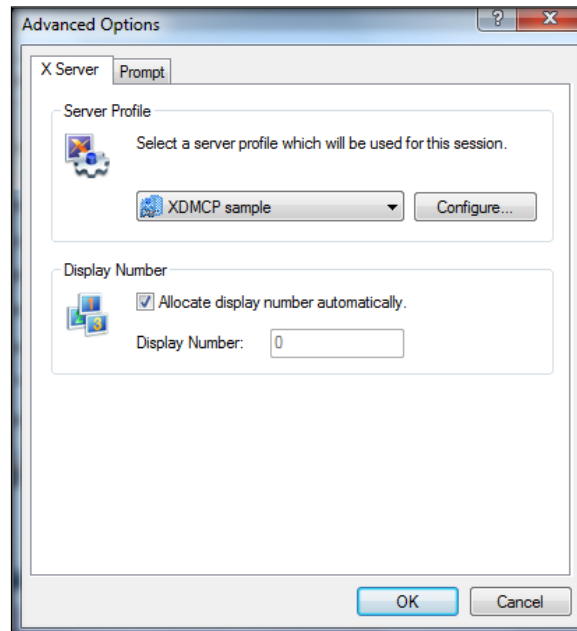 Advanced Options
X Server
Prompt
Server Profile
Select a server profile which will be used for this session.
XDMCP sample
Configure...
Display Number
Allocate display number automatically.
Display Number:
0
OK
Cancel